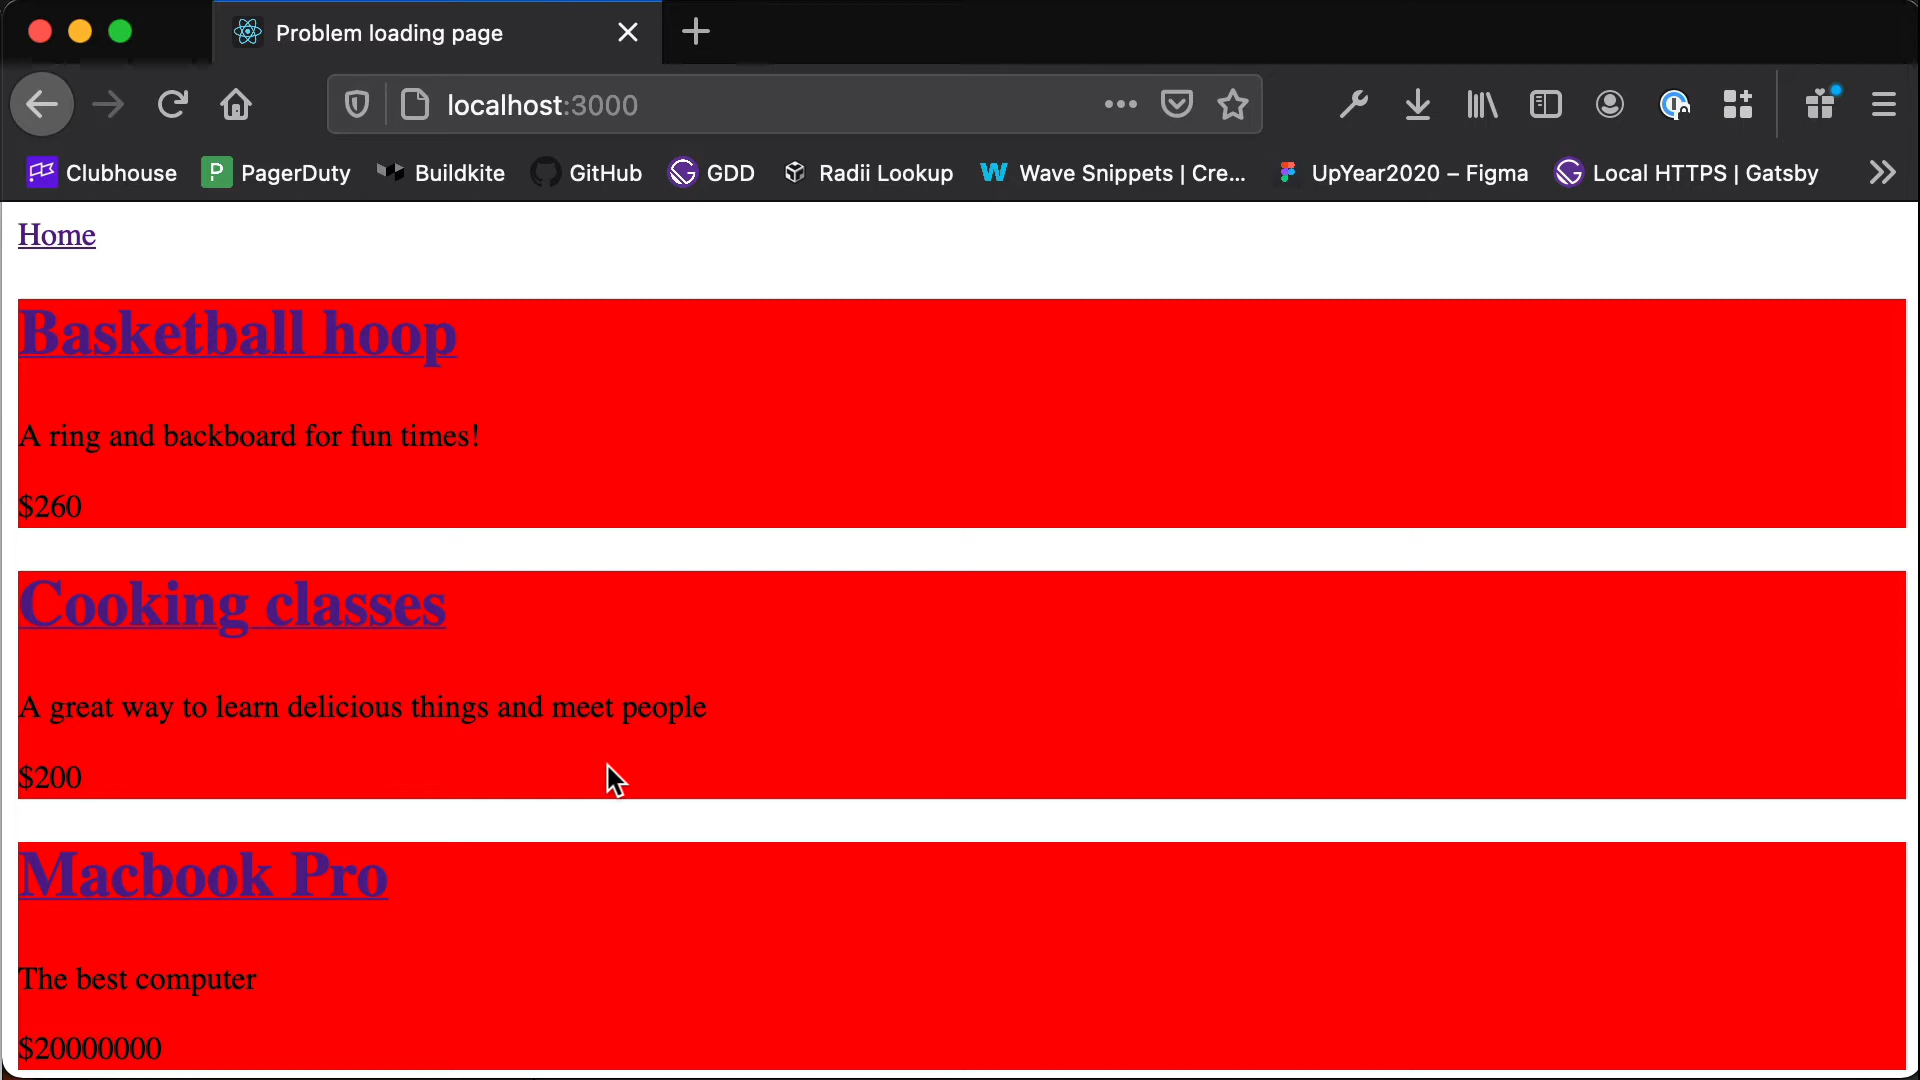 Problem loading page
localhost:3000
Clubhouse PagerDuty Buildkite GitHub GDD Radii Lookup Wave Snippets | Cre... UpYear2020 – Figma Local HTTPS | Gatsby
Home
Basketball hoop
A ring and backboard for fun times!
$260
Cooking classes
A great way to learn delicious things and meet people
$200
Macbook Pro
The best computer
$20000000